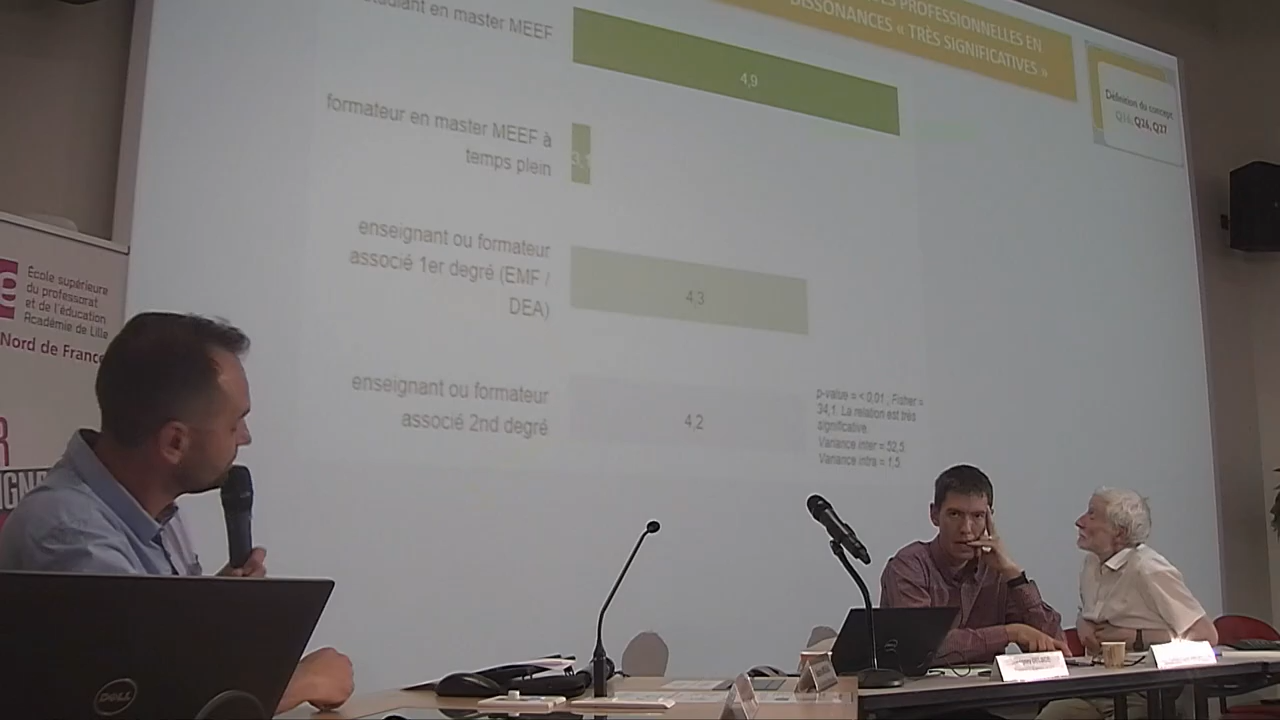 étudiant en master MEEF
4,9
formateur en master MEEF à
temps plein
3,1
enseignant ou formateur
associé 1er degré (EMF /
DEA)
4,3
enseignant ou formateur
associé 2nd degré
4,2
p-value = < 0,01 ; Fisher =
34,1. La relation est très
significative.
Variance inter = 52,5.
Variance intra = 1,5
PROFESSIONNELLES EN
DISSONANCES « TRÈS SIGNIFICATIVES »
Définition du concept
Q26, Q27
École supérieure
du professorat
et de l'éducation
Académie de Lille
Nord de France
DELL